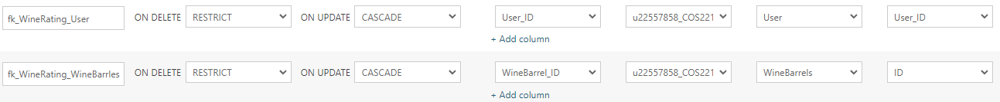 fk_WineRating_User ON DELETE RESTRICT ON UPDATE CASCADE User_ID u22557858_COS221 User User_ID
+ Add column
fk_WineRating_WineBarrles ON DELETE RESTRICT ON UPDATE CASCADE WineBarrel_ID u22557858_COS221 WineBarrels ID
+ Add column